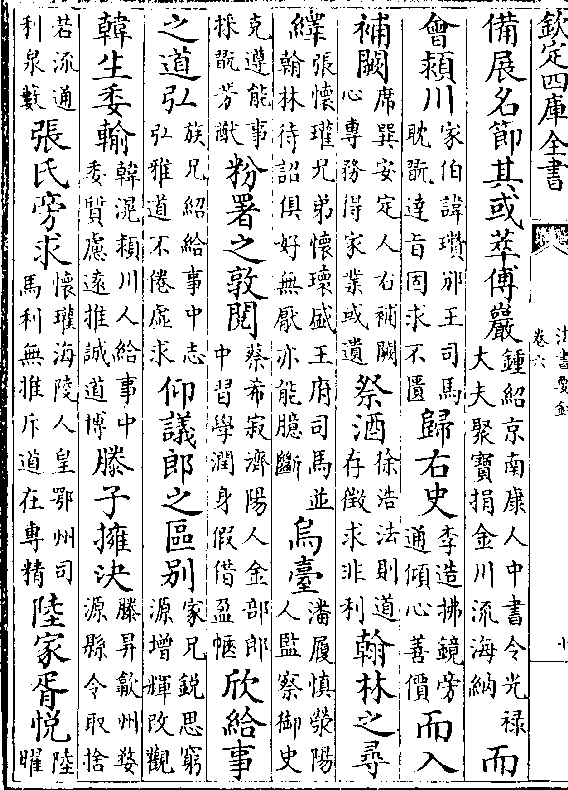 欽定四庫全書
法書要錄
卷六
備展名節其或萃傅巖鍾紹京南康人中書令光祿大夫聚寶捐金川流海納而
會頼川家伯諱瓚邠王司馬耽翫達旨固求不匱歸右史李造拂鏡旁通傾心善價而入
補闕席巽安定人右補闕心專務得家業或遺祭酒徐浩法則道存徵求非利翰林之尋
繹張懷瓘兄弟懷瓌盛王府司馬並翰林待詔俱好無厭亦能臆斷烏臺潘履慎滎陽人監察御史
克遵能事採翫芳猷粉署之敦閱蔡希寂濟陽人金部郎中習學潤身假借盈愜欣給事
之道弘族兄紹給事中志弘雅道不倦虛求仰議郎之區別家兄銳思窮源增輝改觀
韓生委輸韓滉頼川人給事中委質慮遠推誠道博滕子擁決滕昇歙州婺源縣令取捨
若流通利泉藪張氏旁求懷瓘海陵人皇鄂州司馬利無推斥道在專精陸家胥悅陸曜